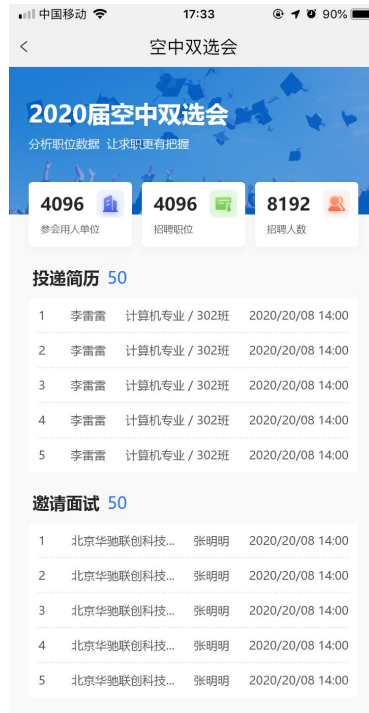 中国移动 17:33 90%
空中双选会
2020届空中双选会
分析职位数据 让求职更有把握
4096 4096 8192
参会用人单位 招聘职位 招聘人数
投递简历 50
1 李雷雷 计算机专业 / 302班 2020/20/08 14:00
2 李雷雷 计算机专业 / 302班 2020/20/08 14:00
3 李雷雷 计算机专业 / 302班 2020/20/08 14:00
4 李雷雷 计算机专业 / 302班 2020/20/08 14:00
5 李雷雷 计算机专业 / 302班 2020/20/08 14:00
邀请面试 50
1 北京华驰联创科技... 张明明 2020/20/08 14:00
2 北京华驰联创科技... 张明明 2020/20/08 14:00
3 北京华驰联创科技... 张明明 2020/20/08 14:00
4 北京华驰联创科技... 张明明 2020/20/08 14:00
5 北京华驰联创科技... 张明明 2020/20/08 14:00